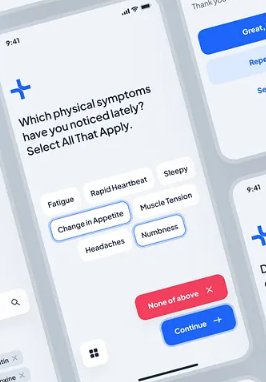 9:41
Which physical symptoms
have you noticed lately?
Select All That Apply.
Fatigue
Rapid Heartbeat
Sleepy
Change in Appetite
Muscle Tension
Headaches
Numbness
None of above
Continue
Thank you
Great,
Repe
Se
9:41
D